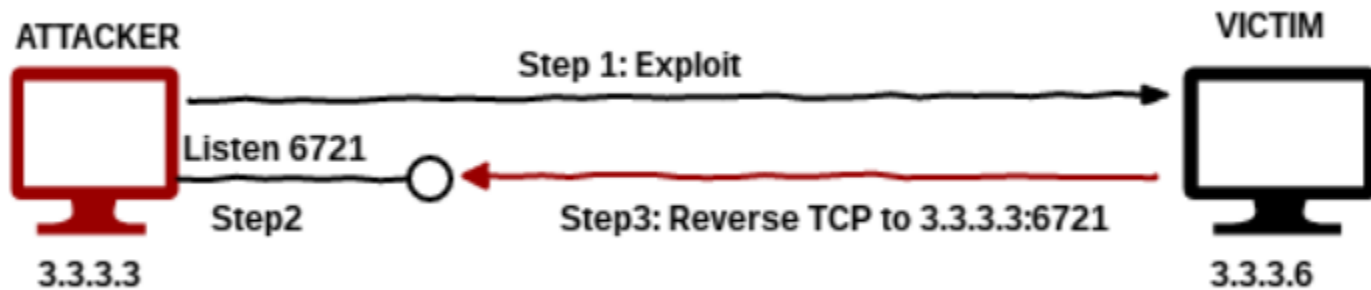 ATTACKER
VICTIM
Step 1: Exploit
Listen 6721
Step2
Step3: Reverse TCP to 3.3.3.3:6721
3.3.3.3
3.3.3.6